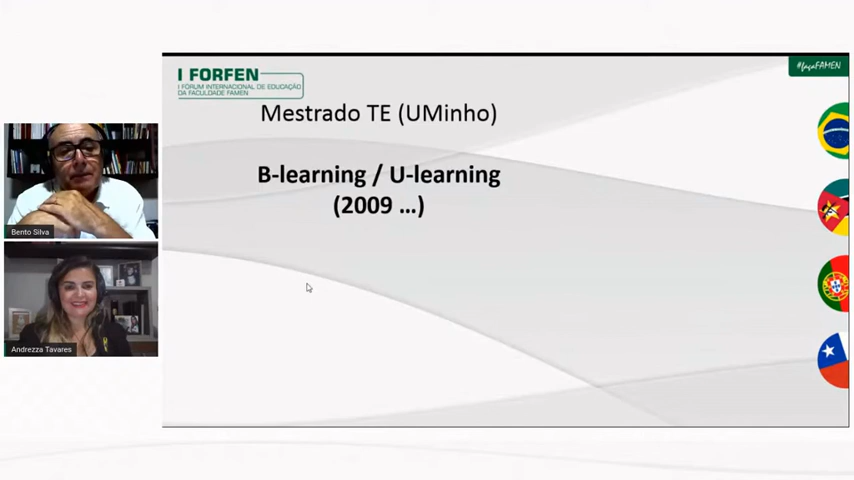 #façaFAMEN
I FORFEN
I FÓRUM INTERNACIONAL DE EDUCAÇÃO
DA FACULDADE FAMEN
Mestrado TE (UMinho)
B-learning / U-learning
(2009 ...)
Bento Silva
Andrezza Tavares